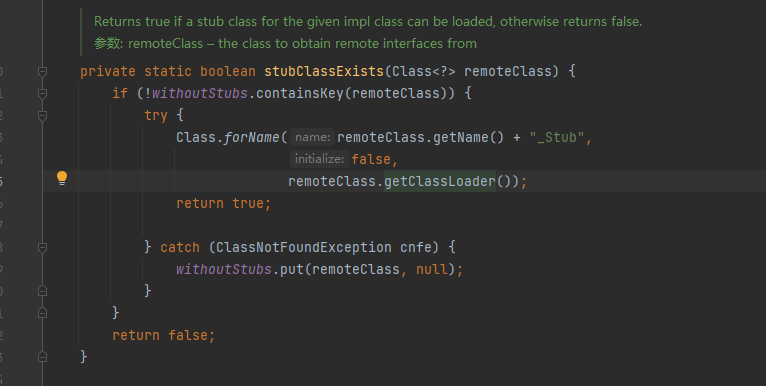 Returns true if a stub class for the given impl class can be loaded, otherwise returns false.
参数: remoteClass – the class to obtain remote interfaces from
private static boolean stubClassExists(Class<?> remoteClass) {
if (!withoutStubs.containsKey(remoteClass)) {
try {
Class.forName( name: remoteClass.getName() + "_Stub",
initialize: false,
remoteClass.getClassLoader());
return true;
} catch (ClassNotFoundException cnfe) {
withoutStubs.put(remoteClass, null);
}
}
return false;
}